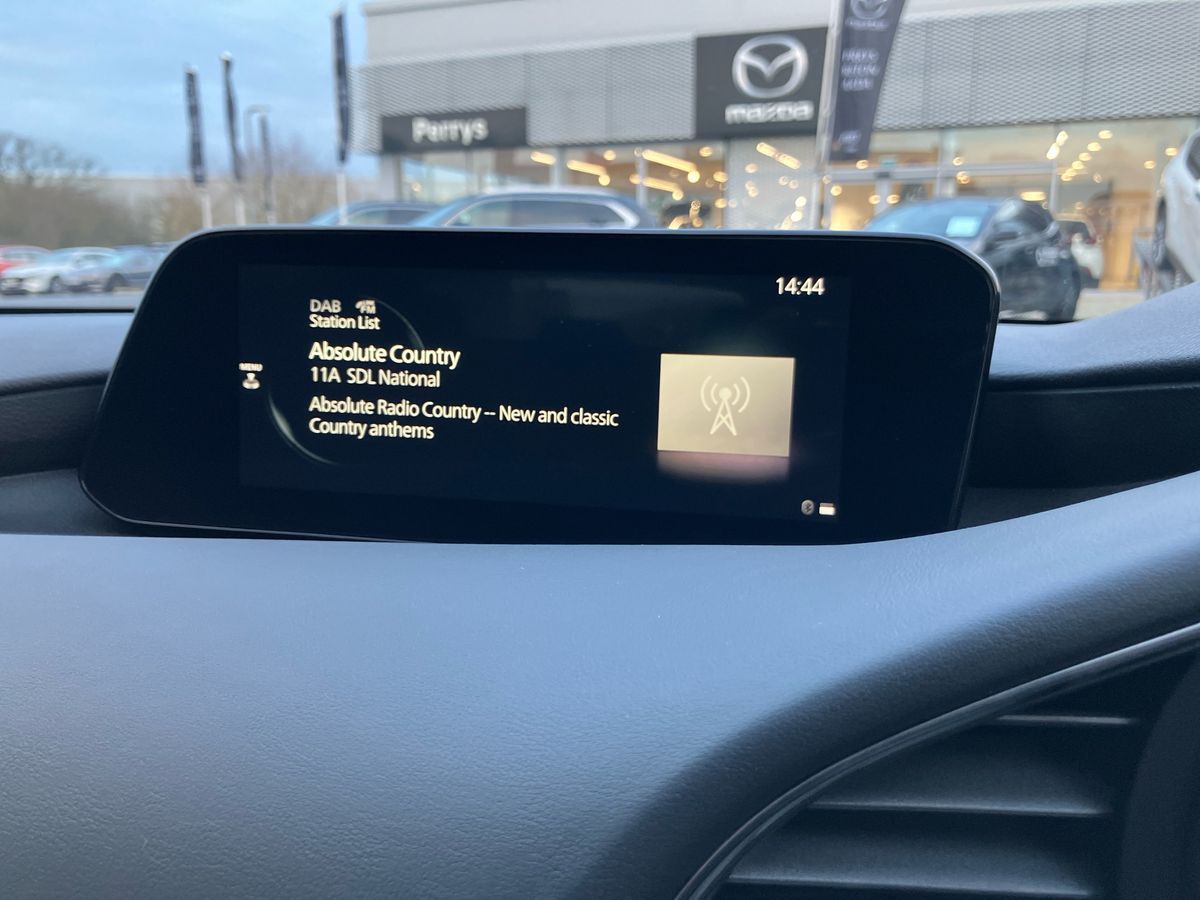 mazda
Perrys
14:44
DAB
Station List
Absolute Country
11A SDL National
MENU
Absolute Radio Country -- New and classic
Country anthems